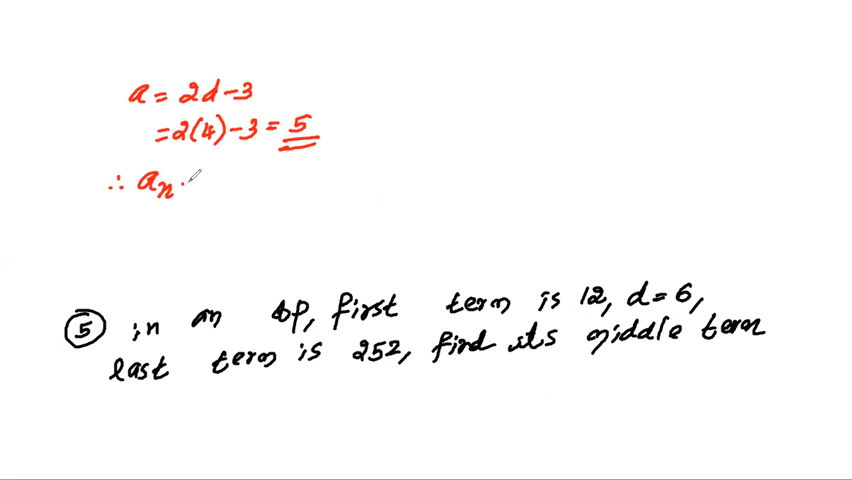 a = 2d - 3
= 2(4) - 3 = 5
∴ an
5 in an AP, first term is 12, d = 6,
last term is 252, find its middle term